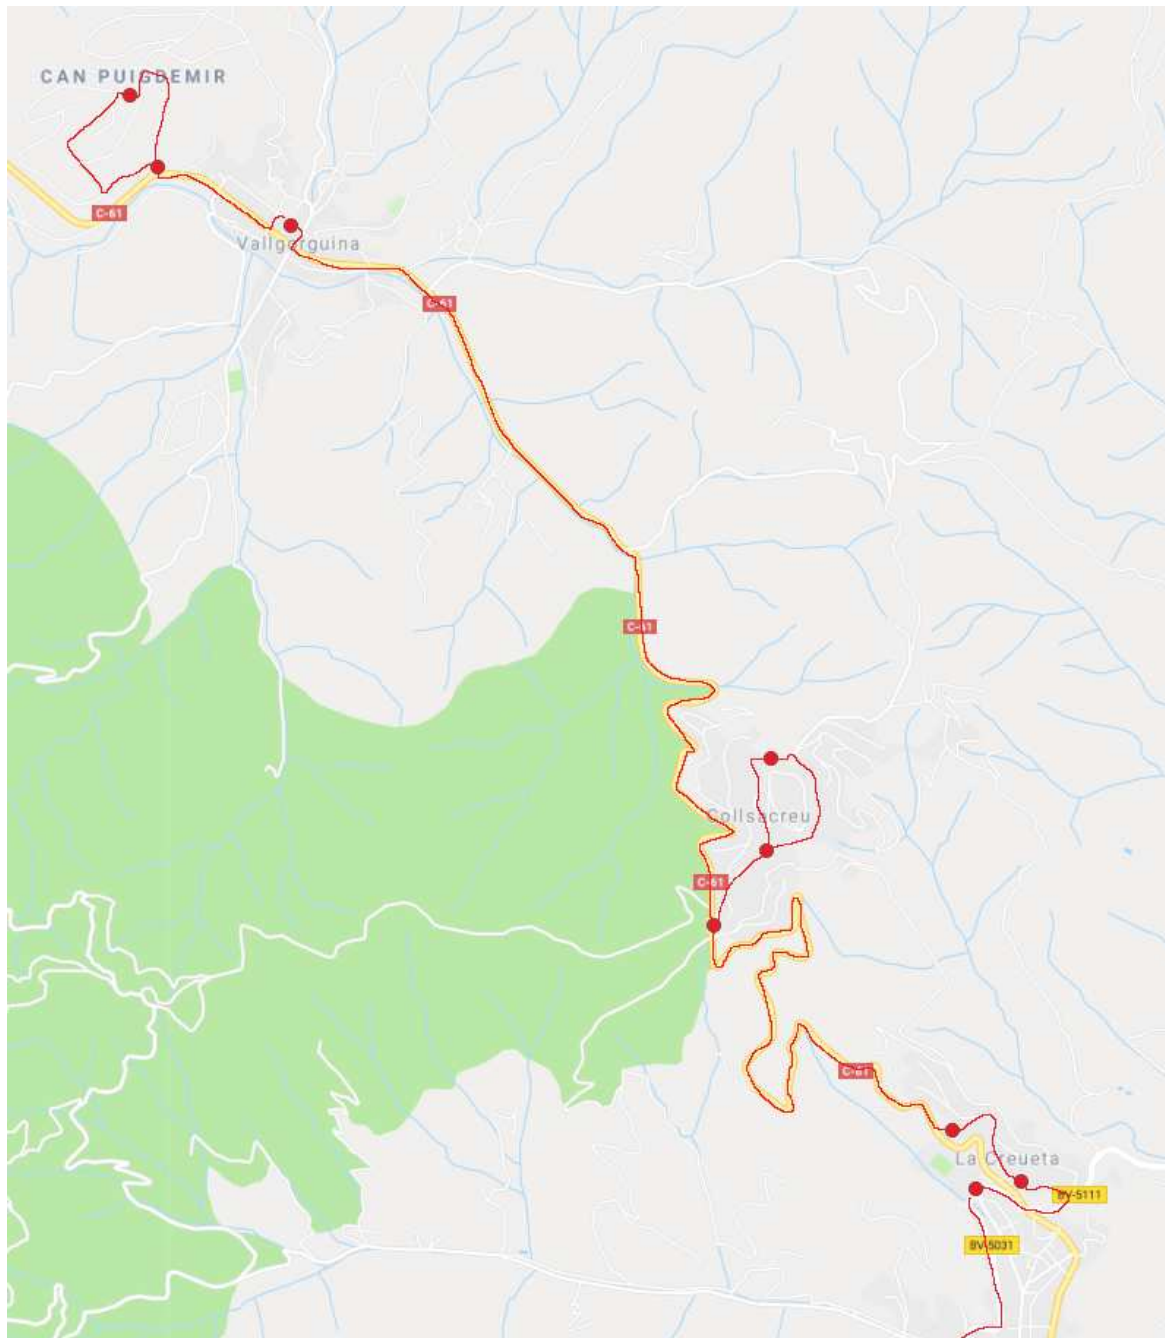 CAN PUIGDEMIR
C-61
Vallgorguina
C-61
C-61
Collsacreu
C-61
C-61
La Creueta
BV-5111
BV-5031